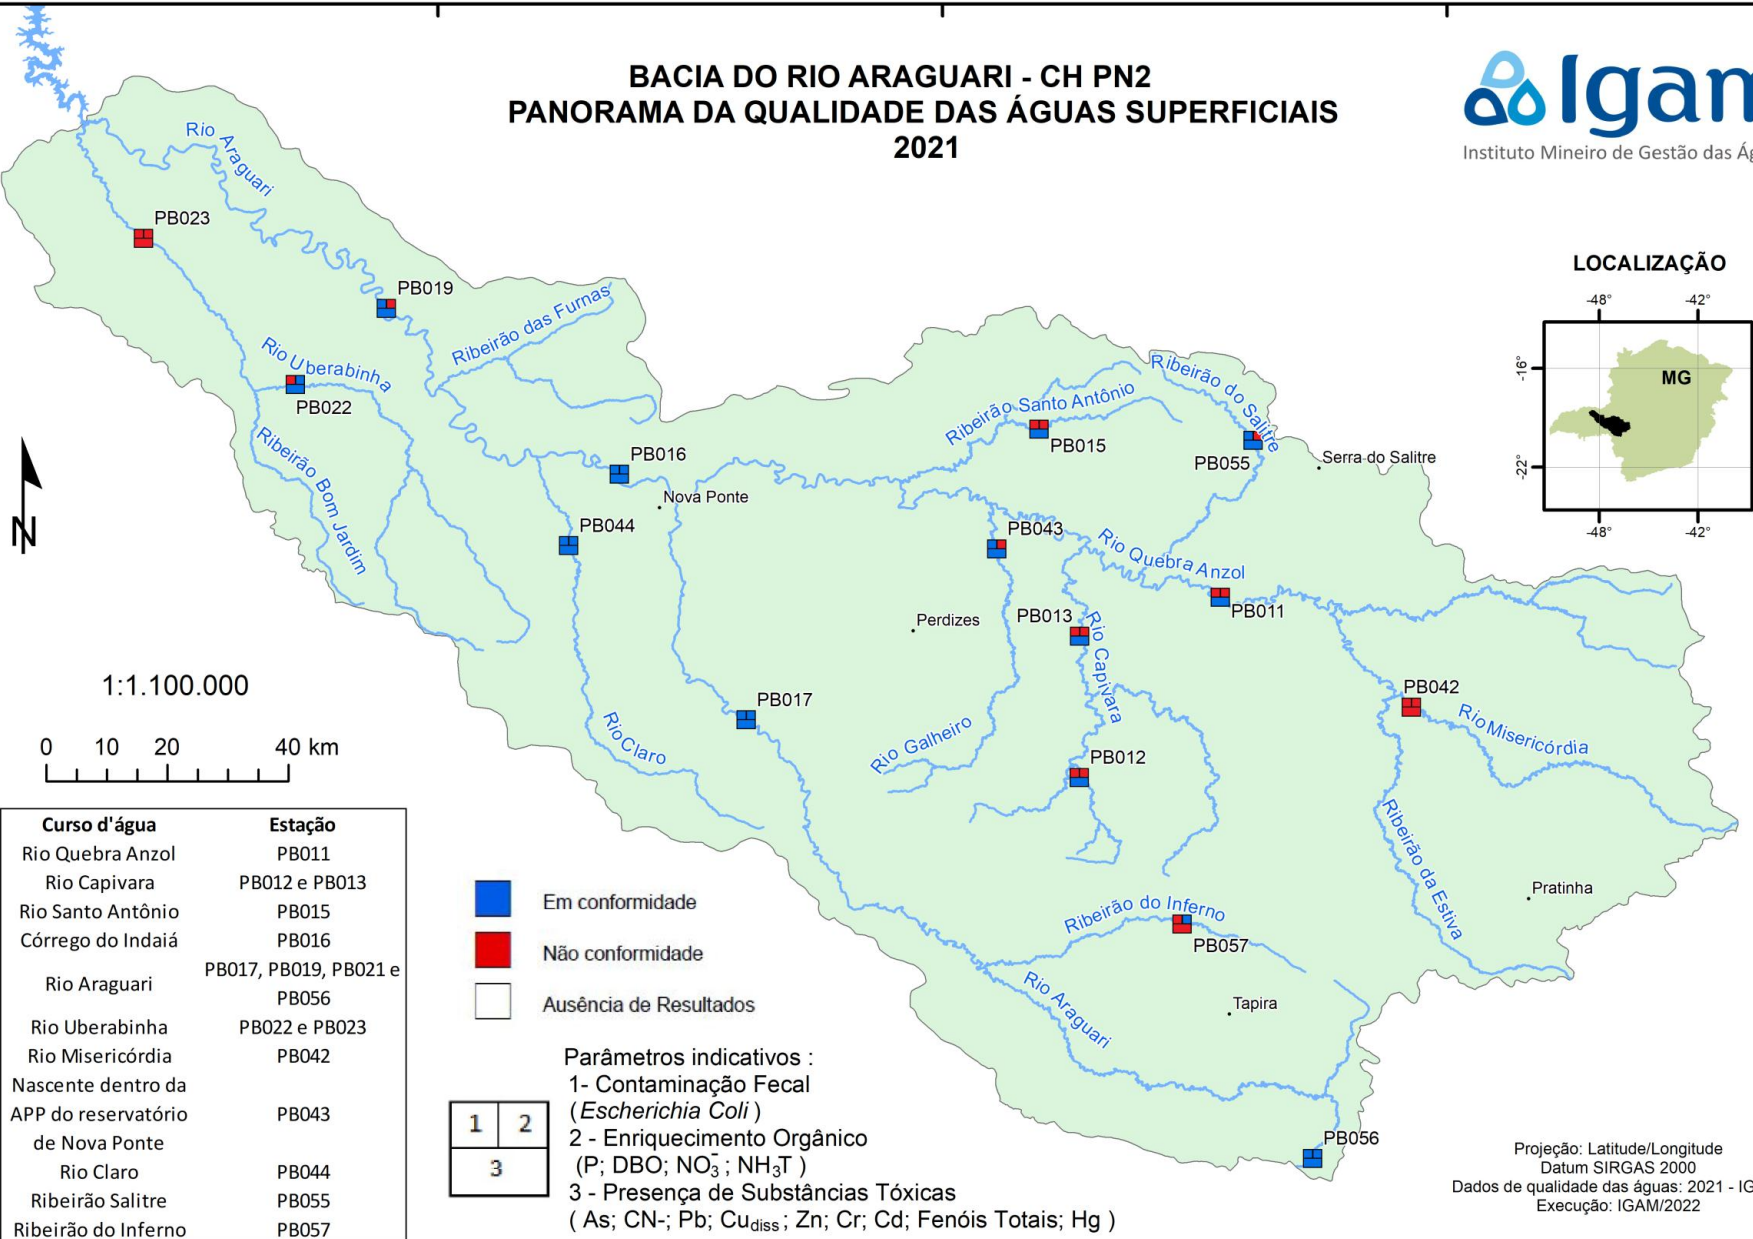 BACIA DO RIO ARAGUARI - CH PN2
PANORAMA DA QUALIDADE DAS ÁGUAS SUPERFICIAIS
2021
Igam
Instituto Mineiro de Gestão das Ág
Rio Araguari
PB023
PB019
Ribeirão das Furnas
Rio Uberabinha
PB022
Ribeirão Bom Jardim
PB016
Nova Ponte
PB044
Ribeirão Santo Antônio
Ribeirão do Salitre
PB015
PB055
Serra do Salitre
PB043
Rio Quebra Anzol
PB011
Perdizes
PB013
Rio Capivara
PB042
Rio Misericórdia
PB017
Rio Claro
Rio Galheiro
PB012
Ribeirão da Estiva
Pratinha
Ribeirão do Inferno
PB057
Rio Araguari
Tapira
PB056
LOCALIZAÇÃO
-48°
-42°
-16°
MG
-22°
-48°
-42°
N
1:1.100.000
0 10 20 40 km
Curso d'água Estação
Rio Quebra Anzol PB011
Rio Capivara PB012 e PB013
Rio Santo Antônio PB015
Córrego do Indaiá PB016
Rio Araguari PB017, PB019, PB021 e
PB056
Rio Uberabinha PB022 e PB023
Rio Misericórdia PB042
Nascente dentro da
APP do reservatório PB043
de Nova Ponte
Rio Claro PB044
Ribeirão Salitre PB055
Ribeirão do Inferno PB057
Em conformidade
Não conformidade
Ausência de Resultados
1 2
3
Parâmetros indicativos :
1- Contaminação Fecal
(Escherichia Coli)
2 - Enriquecimento Orgânico
(P; DBO; NO₃⁻; NH₃T )
3 - Presença de Substâncias Tóxicas
( As; CN-; Pb; Cudiss; Zn; Cr; Cd; Fenóis Totais; Hg )
Projeção: Latitude/Longitude
Datum SIRGAS 2000
Dados de qualidade das águas: 2021 - IG
Execução: IGAM/2022